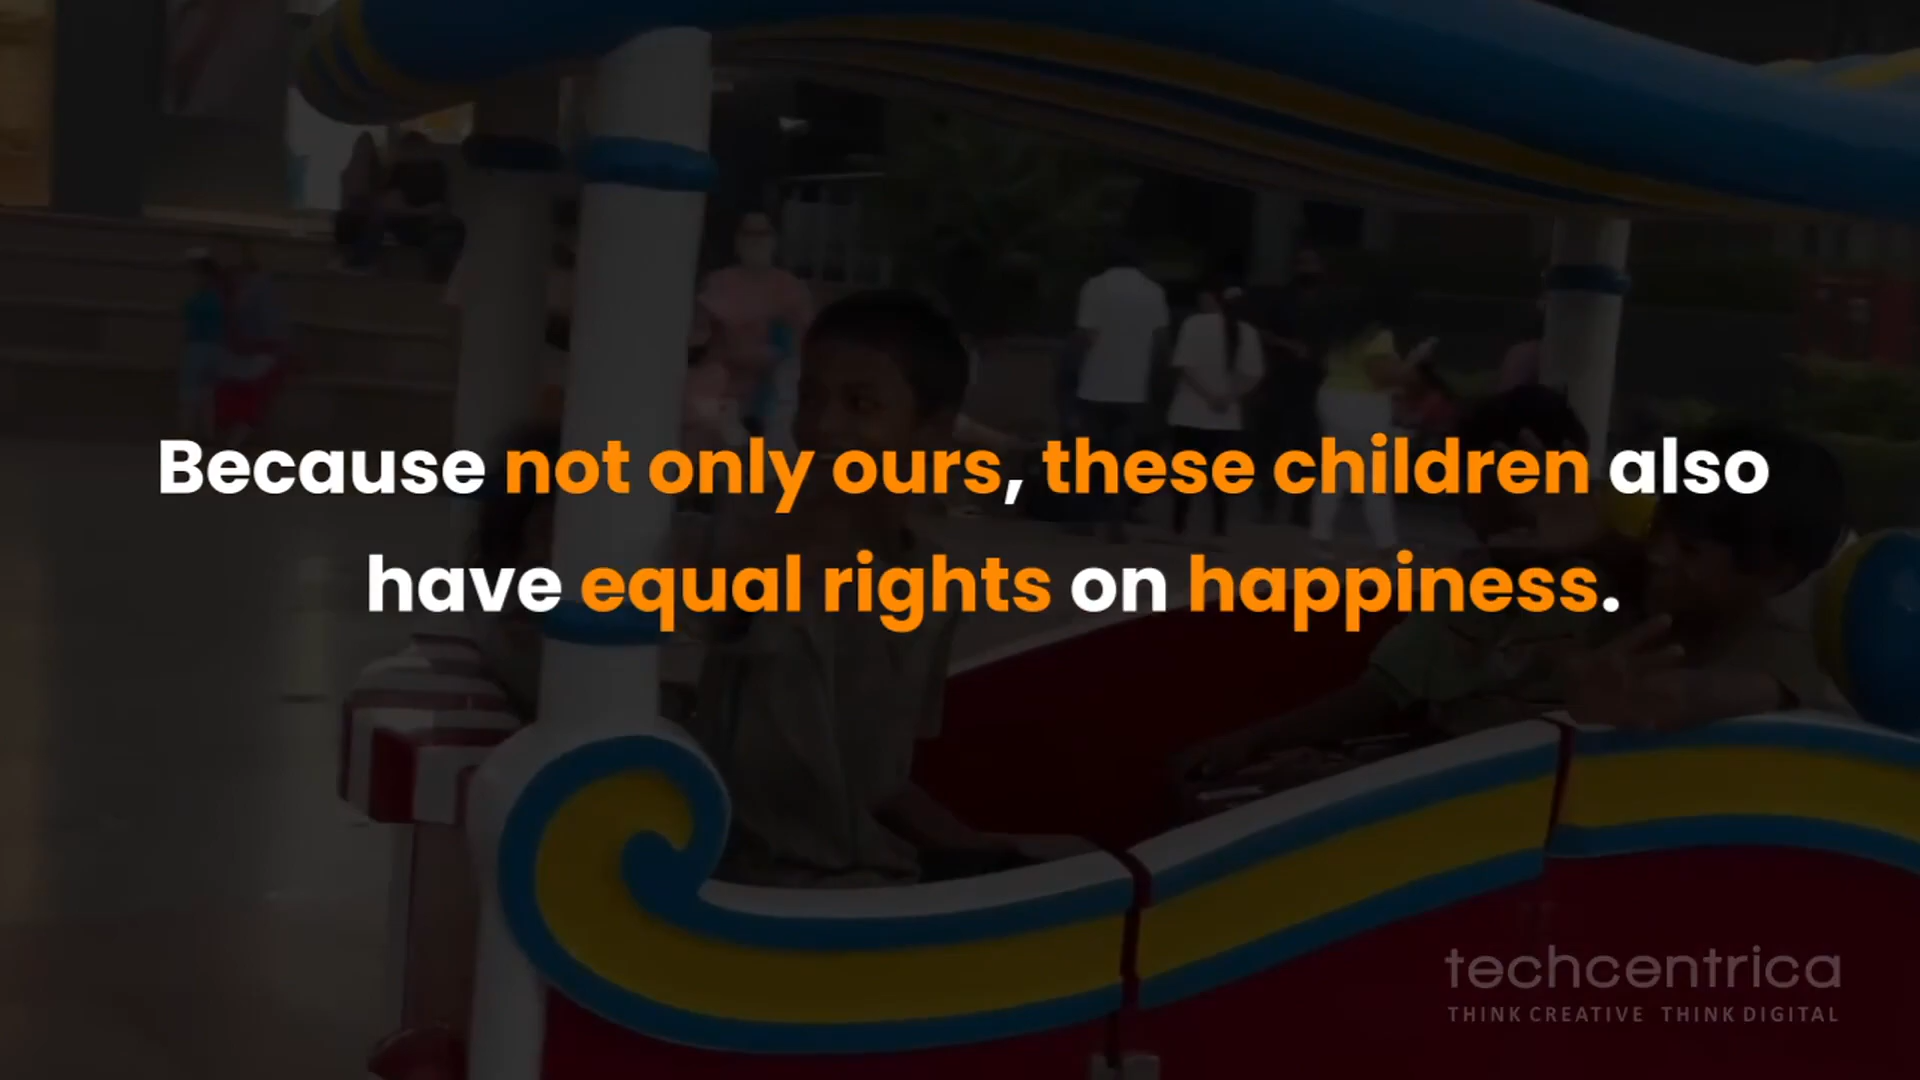 Because not only ours, these children also
have equal rights on happiness.
techcentrica
THINK CREATIVE THINK DIGITAL